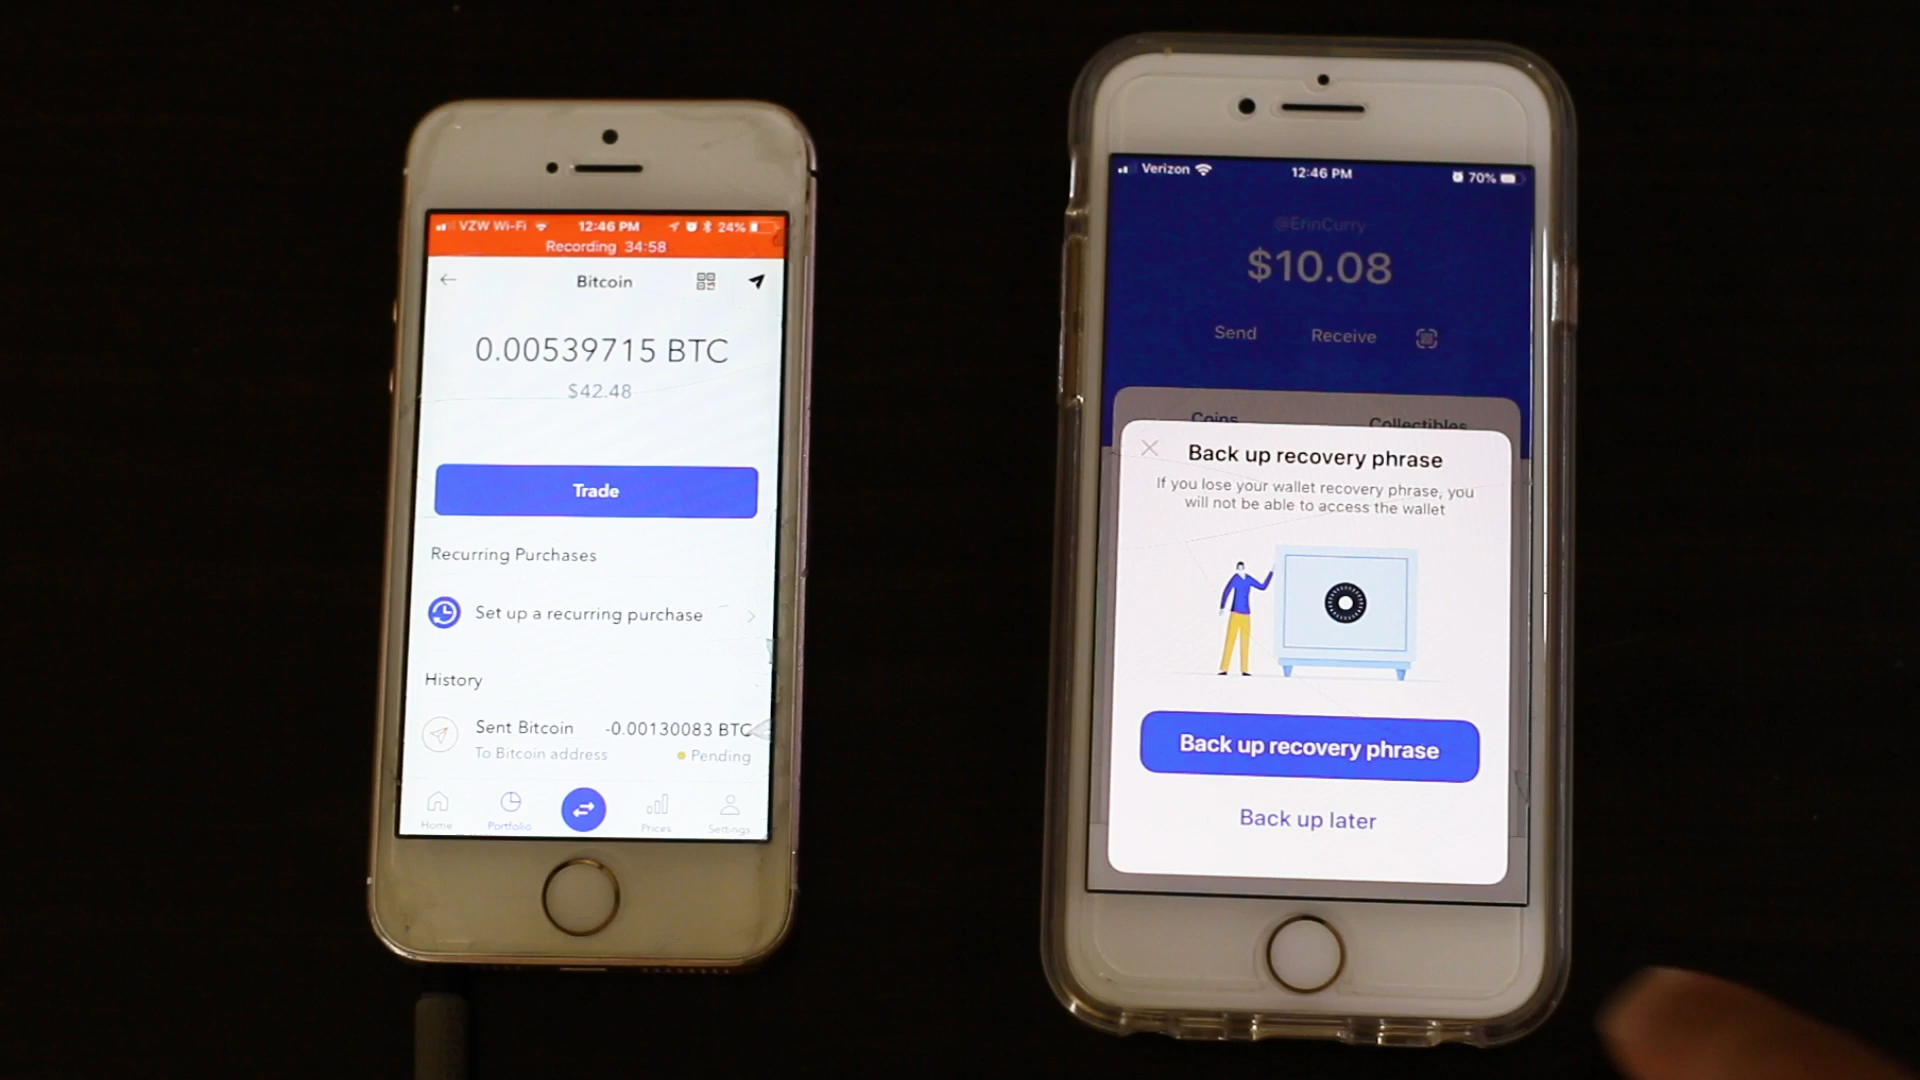 VZW Wi-Fi 12:46 PM 24%
Recording 34:58
Bitcoin
0.00539715 BTC
$42.48
Trade
Recurring Purchases
Set up a recurring purchase
History
Sent Bitcoin -0.00130083 BTC
To Bitcoin address Pending
Home Portfolio Prices Settings
Verizon 12:46 PM 70%
@ErinCurry
$10.08
Send Receive
Coins Collectibles
Back up recovery phrase
If you lose your wallet recovery phrase, you
will not be able to access the wallet
Back up recovery phrase
Back up later